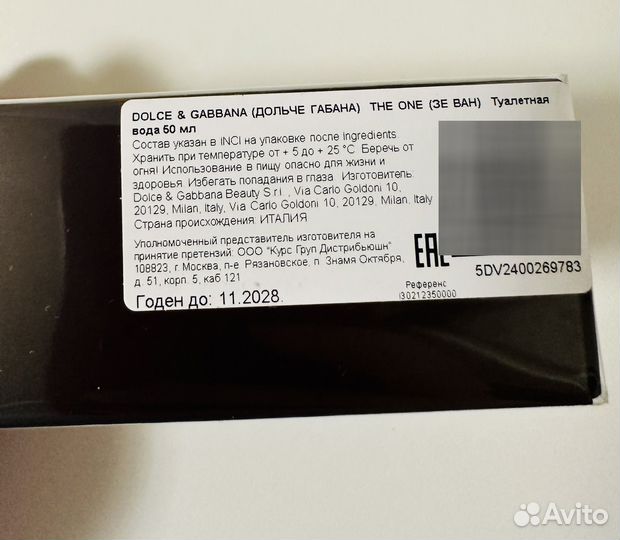 DOLCE & GABBANA (ДОЛЬЧЕ ГАБАНА) THE ONE (ЗЕ ВАН) Туалетная
вода 50 мл
Состав указан в INCI на упаковке после Ingredients
Хранить при температуре от + 5 до + 25 °C Беречь от
огня! Использование в пищу опасно для жизни и
здоровья. Избегать попадания в глаза. Изготовитель:
Dolce & Gabbana Beauty S.r.l. , Via Carlo Goldoni 10,
20129, Milan, Italy, Via Carlo Goldoni 10, 20129, Milan, Italy
Страна происхождения: ИТАЛИЯ
Уполномоченный представитель изготовителя на
принятие претензий: ООО "Курс Груп Дистрибьюшн"
108823, г. Москва, п-е Рязановское, п Знамя Октября,
д. 51, корп. 5, каб 121
Годен до: 11.2028.
EAC
5DV2400269783
Референс
I30212350000
Avito